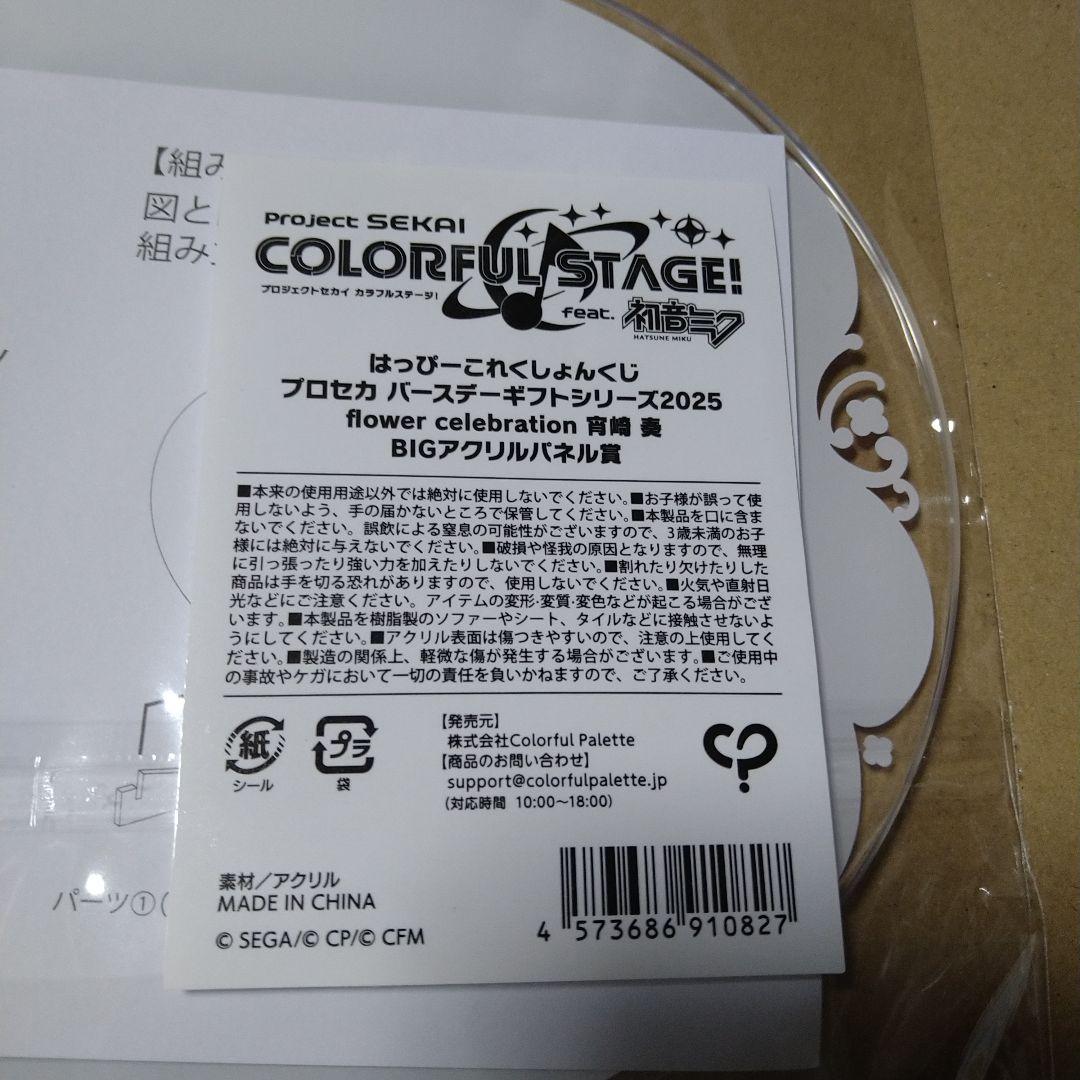 【組み
図と
組み
Project SEKAI
COLORFUL STAGE!
プロジェクトセカイ カラフルステージ!
feat. 初音ミク
HATSUNE MIKU
はっぴーこれくしょんくじ
プロセカ バースデーギフトシリーズ2025
flower celebration 宵崎 奏
BIGアクリルパネル賞
■本来の使用用途以外では絶対に使用しないでください。■お子様が誤って使
用しないよう、手の届かないところで保管してください。■本製品を口に含ま
ないでください。誤飲による窒息の可能性がございますので、3歳未満のお子
様には絶対に与えないでください。■破損や怪我の原因となりますので、無理
に引っ張ったり強い力を加えたりしないでください。■割れたり欠けたりした
商品は手を切る恐れがありますので、使用しないでください。■火気や直射日
光などにご注意ください。アイテムの変形·変質·変色などが起こる場合がござ
います。■本製品を樹脂製のソファーやシート、タイルなどに接触させないよ
うにしてください。■アクリル表面は傷つきやすいので、注意の上使用してく
ださい。■製造の関係上、軽微な傷が発生する場合がございます。■ご使用中
の事故やケガにおいて一切の責任を負いかねますので、ご了承ください。
紙
シール
プラ
袋
【発売元】
株式会社Colorful Palette
【商品のお問い合わせ】
support@colorfulpalette.jp
(対応時間 10:00〜18:00)
素材／アクリル
MADE IN CHINA
© SEGA/© CP/© CFM
4 573686 910827
パーツ①(